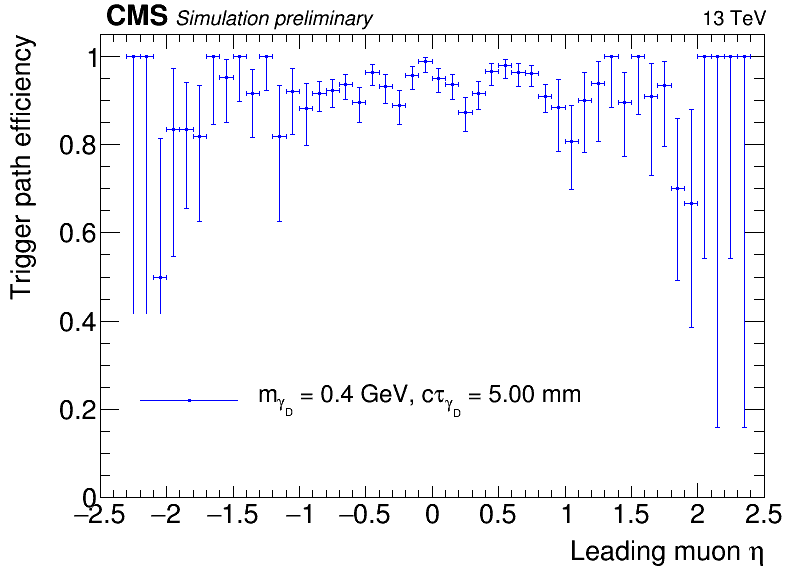 CMS Simulation preliminary 13 TeV
Trigger path efficiency
1
0.8
0.6
0.4
0.2
0
m_γ_D = 0.4 GeV, cτ_γ_D = 5.00 mm
−2.5 −2 −1.5 −1 −0.5 0 0.5 1 1.5 2 2.5
Leading muon η